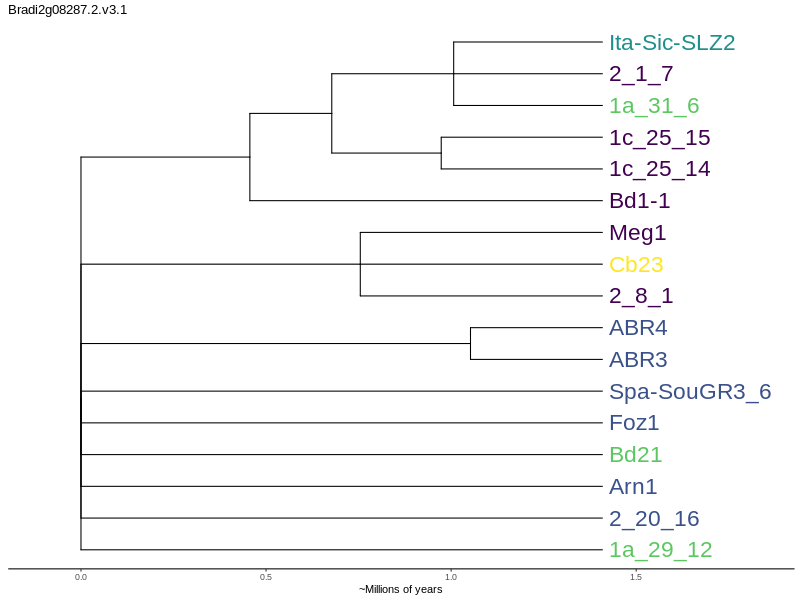 Bradi2g08287.2.v3.1
Ita-Sic-SLZ2
2_1_7
1a_31_6
1c_25_15
1c_25_14
Bd1-1
Meg1
Cb23
2_8_1
ABR4
ABR3
Spa-SouGR3_6
Foz1
Bd21
Arn1
2_20_16
1a_29_12
0.0 0.5 1.0 1.5
~Millions of years